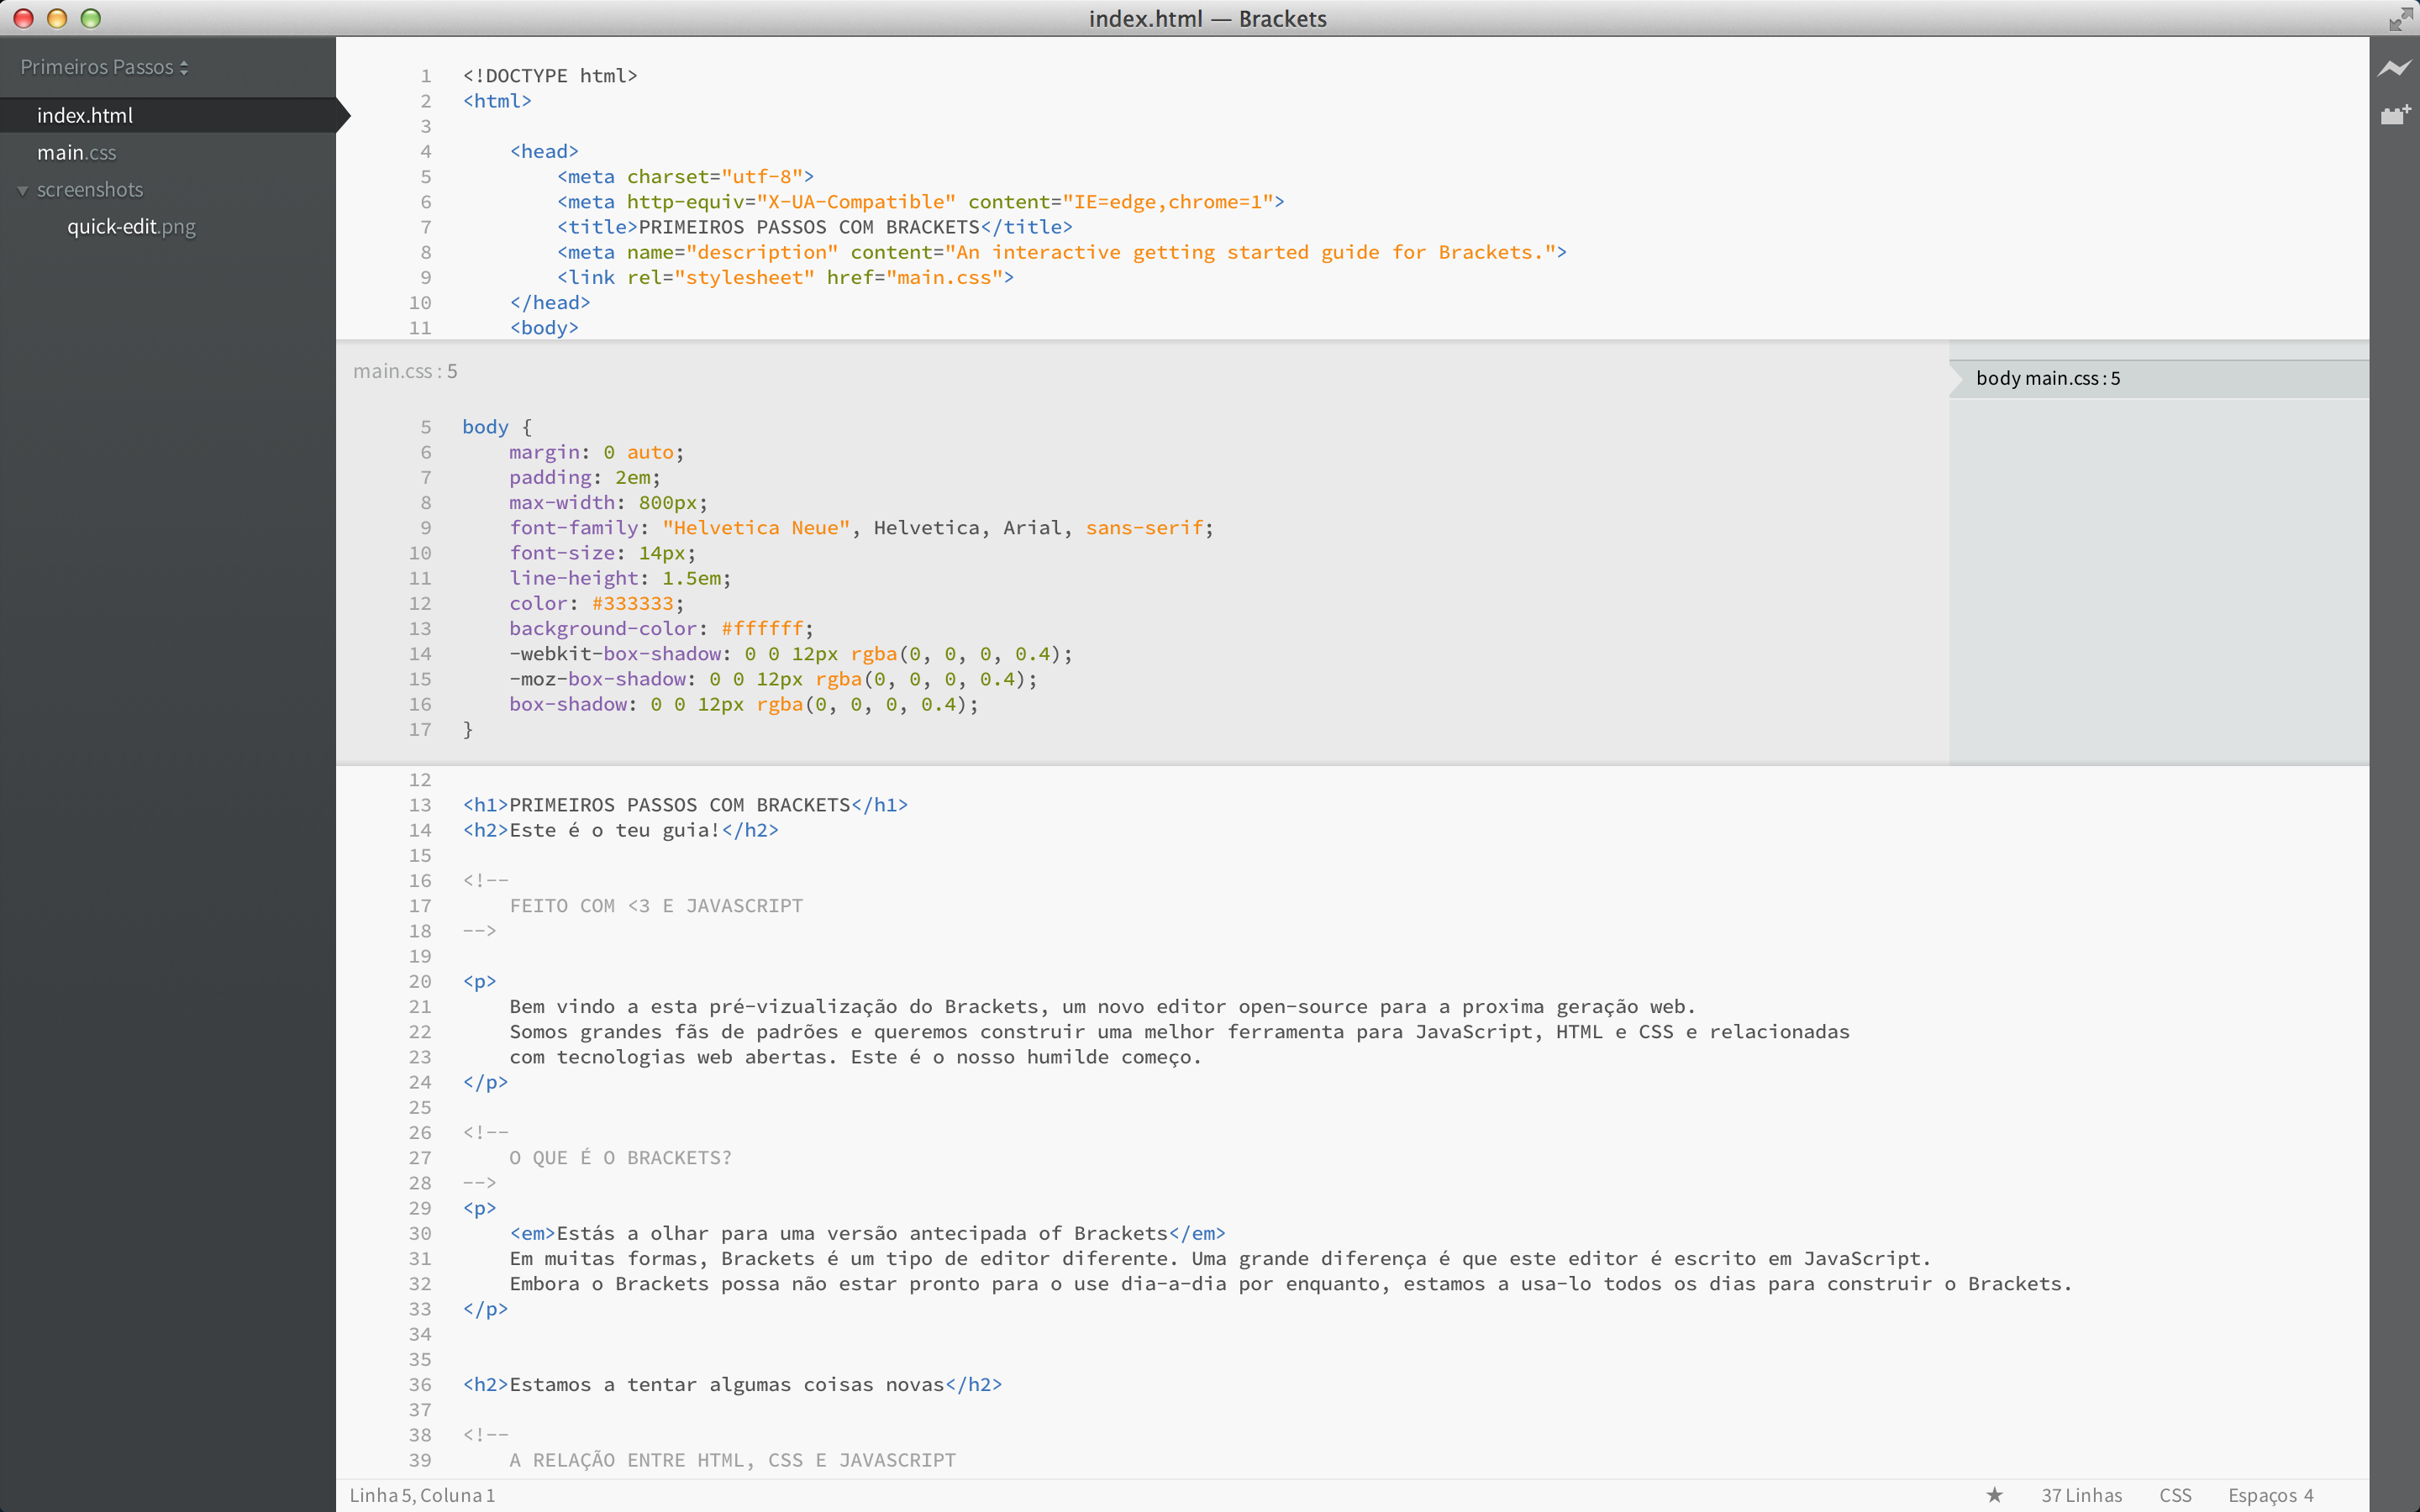 index.html — Brackets
Primeiros Passos
index.html
main.css
screenshots
quick-edit.png
1 <!DOCTYPE html>
2 <html>
3
4     <head>
5         <meta charset="utf-8">
6         <meta http-equiv="X-UA-Compatible" content="IE=edge,chrome=1">
7         <title>PRIMEIROS PASSOS COM BRACKETS</title>
8         <meta name="description" content="An interactive getting started guide for Brackets.">
9         <link rel="stylesheet" href="main.css">
10     </head>
11     <body>
main.css : 5
body main.css : 5
5 body {
6     margin: 0 auto;
7     padding: 2em;
8     max-width: 800px;
9     font-family: "Helvetica Neue", Helvetica, Arial, sans-serif;
10     font-size: 14px;
11     line-height: 1.5em;
12     color: #333333;
13     background-color: #ffffff;
14     -webkit-box-shadow: 0 0 12px rgba(0, 0, 0, 0.4);
15     -moz-box-shadow: 0 0 12px rgba(0, 0, 0, 0.4);
16     box-shadow: 0 0 12px rgba(0, 0, 0, 0.4);
17 }
12
13 <h1>PRIMEIROS PASSOS COM BRACKETS</h1>
14 <h2>Este é o teu guia!</h2>
15
16 <!--
17     FEITO COM <3 E JAVASCRIPT
18 -->
19
20 <p>
21     Bem vindo a esta pré-vizualização do Brackets, um novo editor open-source para a proxima geração web.
22     Somos grandes fãs de padrões e queremos construir uma melhor ferramenta para JavaScript, HTML e CSS e relacionadas
23     com tecnologias web abertas. Este é o nosso humilde começo.
24 </p>
25
26 <!--
27     O QUE É O BRACKETS?
28 -->
29 <p>
30     <em>Estás a olhar para uma versão antecipada of Brackets</em>
31     Em muitas formas, Brackets é um tipo de editor diferente. Uma grande diferença é que este editor é escrito em JavaScript.
32     Embora o Brackets possa não estar pronto para o use dia-a-dia por enquanto, estamos a usa-lo todos os dias para construir o Brackets.
33 </p>
34
35
36 <h2>Estamos a tentar algumas coisas novas</h2>
37
38 <!--
39     A RELAÇÃO ENTRE HTML, CSS E JAVASCRIPT
Linha 5, Coluna 1
37 Linhas CSS Espaços 4